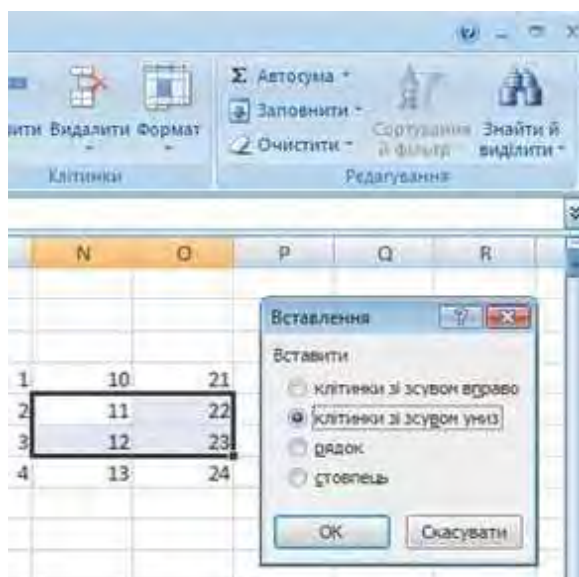 Σ Автосума
Заповнити
Очистити
Сортування
й фільтр
Знайти й
виділити
вити Видалити Формат
Клітинки
Редагування
N O P Q R
Вставлення
Вставити
клітинки зі зсувом вправо
клітинки зі зсувом униз
рядок
стовпець
OK Скасувати
1 10 21
2 11 22
3 12 23
4 13 24